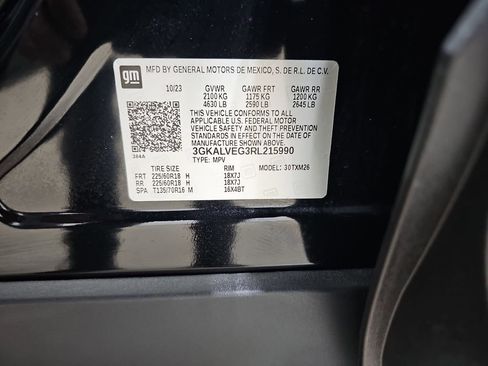 gm
MFD BY GENERAL MOTORS DE MEXICO, S. DE R.L. DE C.V.
10/23 GVWR GAWR FRT GAWR RR
2100 KG 1175 KG 1200 KG
4630 LB 2590 LB 2645 LB
THIS VEHICLE CONFORMS TO ALL
APPLICABLE U.S. FEDERAL MOTOR
VEHICLE SAFETY AND THEFT PREVENTION
STANDARDS IN EFFECT ON THE DATE OF
MANUFACTURE SHOWN ABOVE.
3GKALVEG3RL215990
384A TYPE: MPV
TIRE SIZE RIM MODEL: 30TXM26
FRT 225/60R18 H 18X7J
RR 225/60R18 H 18X7J
SPA T135/70R16 M 16X4BT